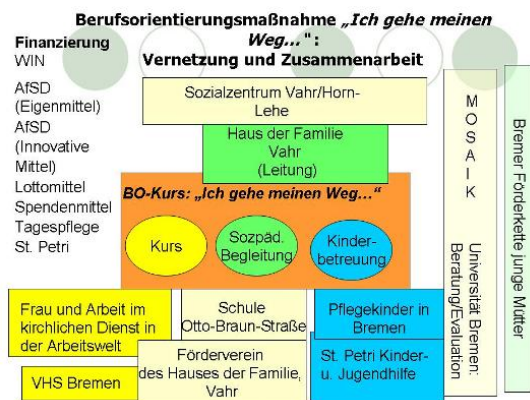 Berufsorientierungsmaßnahme „Ich gehe meinen
Weg…":
Vernetzung und Zusammenarbeit
Finanzierung
WIN
AfSD
(Eigenmittel)
AfSD
(Innovative
Mittel)
Lottomittel
Spendenmittel
Tagespflege
St. Petri
Sozialzentrum Vahr/Horn-
Lehe
Haus der Familie
Vahr
(Leitung)
BO-Kurs: „Ich gehe meinen Weg…“
Kurs
Sozpäd.
Begleitung
Kinder-
betreuung
Frau und Arbeit im
kirchlichen Dienst in
der Arbeitswelt
VHS Bremen
Schule
Otto-Braun-Straße
Förderverein
des Hauses der Familie,
Vahr
Pflegekinder in
Bremen
St. Petri Kinder-
u. Jugendhilfe
MOSAIK
Universität Bremen:
Beratung/Evaluation
Bremer Förderkette junge Mütter